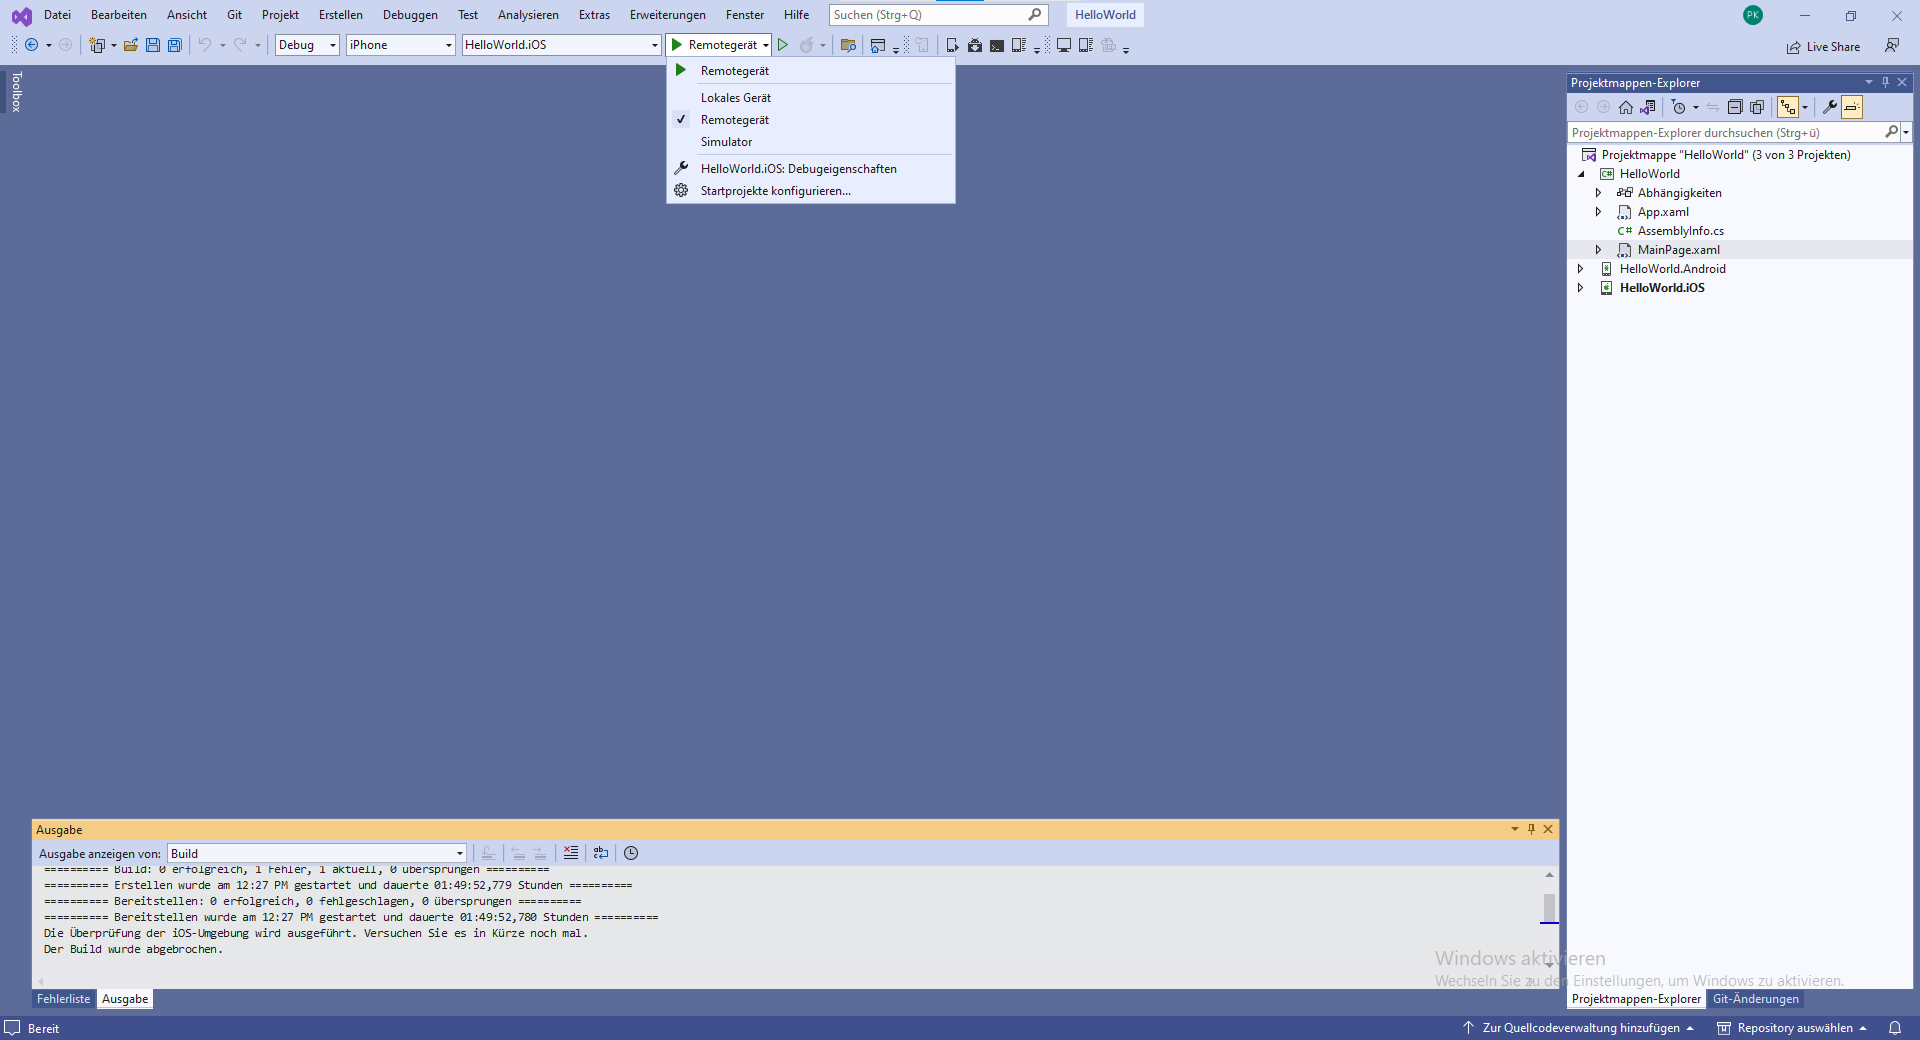 Datei Bearbeiten Ansicht Git Projekt Erstellen Debuggen Test Analysieren Extras Erweiterungen Fenster Hilfe Suchen (Strg+Q) HelloWorld PK
Debug iPhone HelloWorld.iOS Remotegerät Live Share
Toolbox
Remotegerät
Lokales Gerät
Remotegerät
Simulator
HelloWorld.iOS: Debugeigenschaften
Startprojekte konfigurieren...
Projektmappen-Explorer
Projektmappen-Explorer durchsuchen (Strg+ü)
Projektmappe "HelloWorld" (3 von 3 Projekten)
C# HelloWorld
Abhängigkeiten
App.xaml
C# AssemblyInfo.cs
MainPage.xaml
HelloWorld.Android
HelloWorld.iOS
Ausgabe
Ausgabe anzeigen von: Build
========== Build: 0 erfolgreich, 1 Fehler, 1 aktuell, 0 übersprungen ==========
========== Erstellen wurde am 12:27 PM gestartet und dauerte 01:49:52,779 Stunden ==========
========== Bereitstellen: 0 erfolgreich, 0 fehlgeschlagen, 0 übersprungen ==========
========== Bereitstellen wurde am 12:27 PM gestartet und dauerte 01:49:52,780 Stunden ==========
Die Überprüfung der iOS-Umgebung wird ausgeführt. Versuchen Sie es in Kürze noch mal.
Der Build wurde abgebrochen.
Windows aktivieren
Wechseln Sie zu den Einstellungen, um Windows zu aktivieren.
Fehlerliste Ausgabe
Projektmappen-Explorer Git-Änderungen
Bereit
Zur Quellcodeverwaltung hinzufügen Repository auswählen